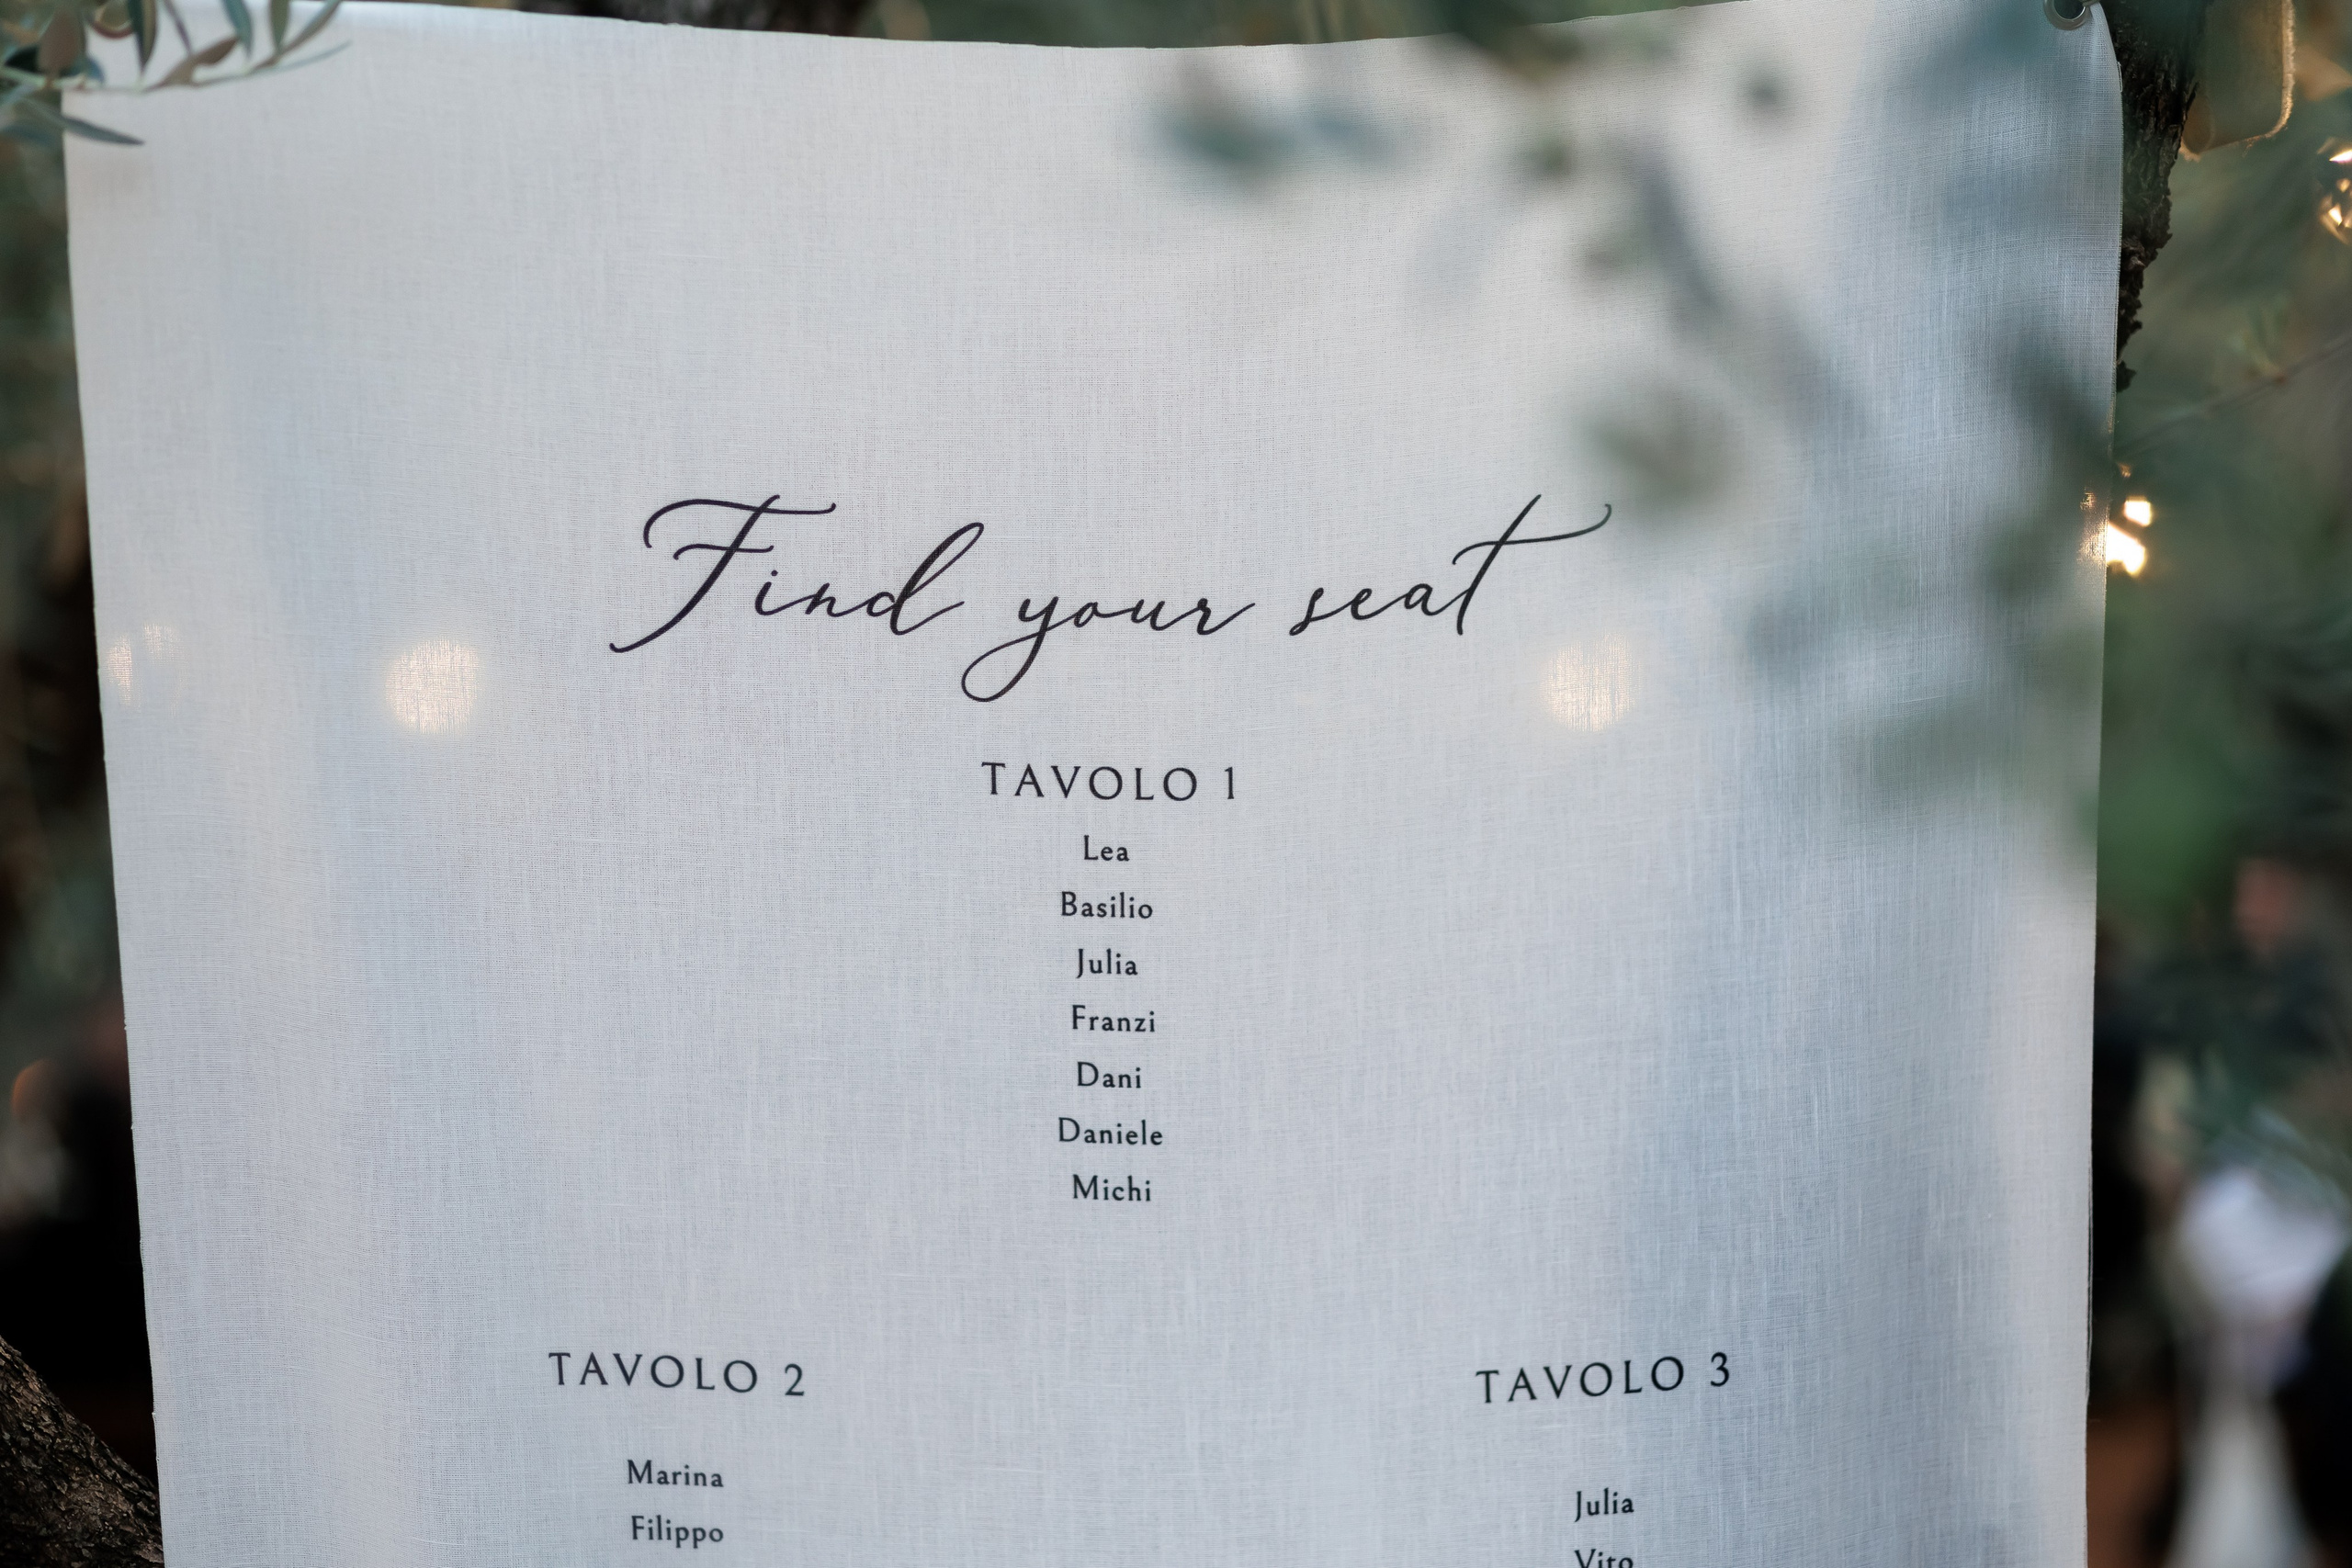 Find your seat
TAVOLO 1
Lea
Basilio
Julia
Franzi
Dani
Daniele
Michi
TAVOLO 2
Marina
Filippo
TAVOLO 3
Julia
Vito